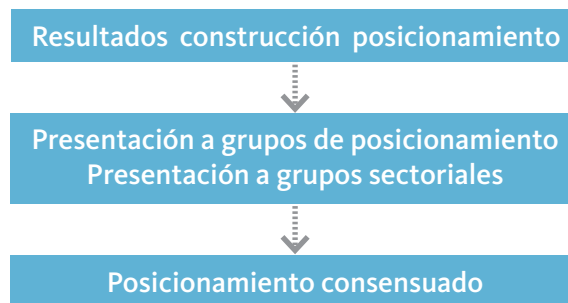 Resultados construcción posicionamiento
Presentación a grupos de posicionamiento
Presentación a grupos sectoriales
Posicionamiento consensuado